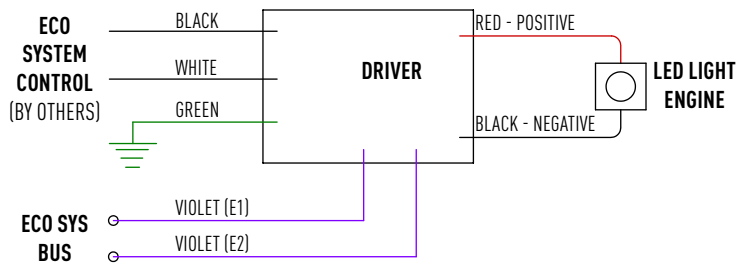 ECO
SYSTEM
CONTROL
(BY OTHERS)
BLACK
WHITE
GREEN
DRIVER
RED - POSITIVE
BLACK - NEGATIVE
LED LIGHT
ENGINE
ECO SYS
BUS
VIOLET (E1)
VIOLET (E2)